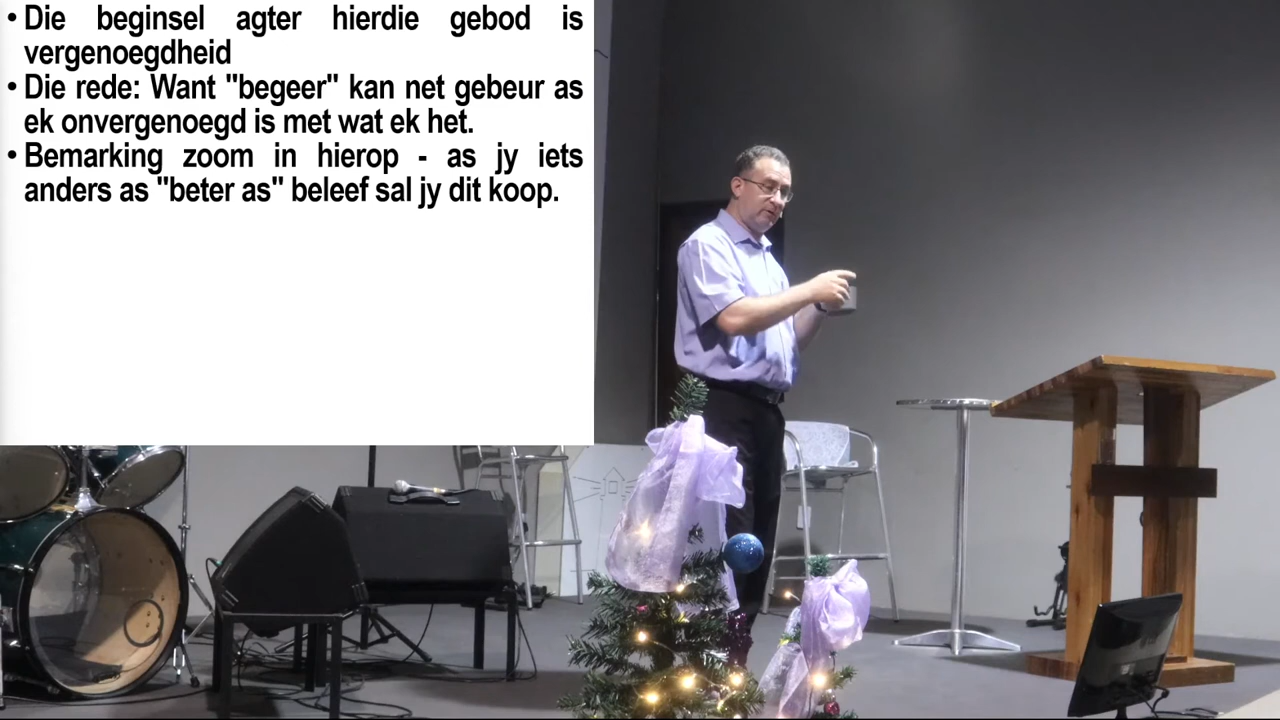 • Die beginsel agter hierdie gebod is
vergenoegdheid
• Die rede: Want "begeer" kan net gebeur as
ek onvergenoegd is met wat ek het.
• Bemarking zoom in hierop - as jy iets
anders as "beter as" beleef sal jy dit koop.